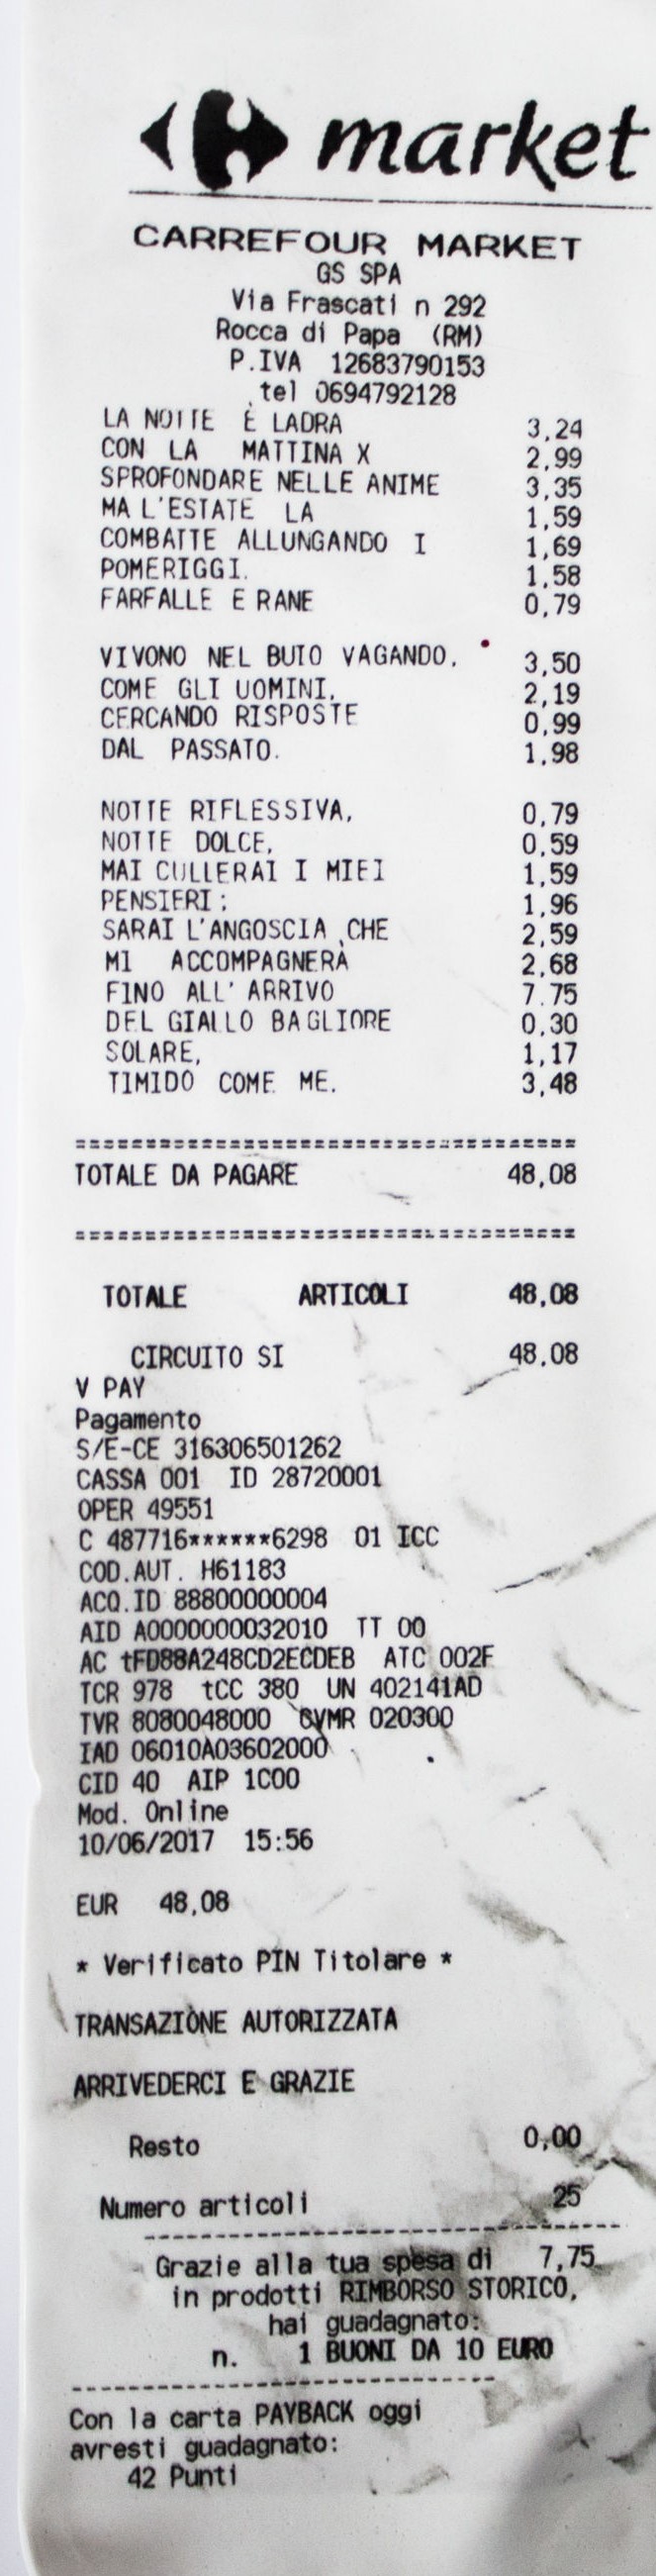 market
CARREFOUR MARKET
GS SPA
Via Frascati n 292
Rocca di Papa (RM)
P.IVA 12683790153
tel 0694792128
LA NOTTE È LADRA 3,24
CON LA MATTINA X 2,99
SPROFONDARE NELLE ANIME 3,35
MA L'ESTATE LA 1,59
COMBATTE ALLUNGANDO I 1,69
POMERIGGI. 1,58
FARFALLE E RANE 0,79
VIVONO NEL BUIO VAGANDO, 3,50
COME GLI UOMINI, 2,19
CERCANDO RISPOSTE 0,99
DAL PASSATO. 1,98
NOTTE RIFLESSIVA, 0,79
NOTTE DOLCE, 0,59
MAI CULLERAI I MIEI 1,59
PENSIERI: 1,96
SARAI L'ANGOSCIA CHE 2,59
MI ACCOMPAGNERÀ 2,68
FINO ALL' ARRIVO 7.75
DEL GIALLO BAGLIORE 0,30
SOLARE, 1,17
TIMIDO COME ME. 3,48
==================================
TOTALE DA PAGARE 48,08
==================================
TOTALE ARTICOLI 48,08
CIRCUITO SI 48,08
V PAY
Pagamento
S/E-CE 316306501262
CASSA 001 ID 28720001
OPER 49551
C 487716******6298 01 ICC
COD.AUT. H61183
ACQ.ID 88800000004
AID A0000000032010 TT 00
AC tFD88A248CD2ECDEB ATC 002F
TCR 978 tCC 380 UN 402141AD
TVR 8080048000 CVMR 020300
IAD 06010A03602000
CID 40 AIP 1C00
Mod. Online
10/06/2017 15:56
EUR 48,08
* Verificato PIN Titolare *
TRANSAZIONE AUTORIZZATA
ARRIVEDERCI E GRAZIE
Resto 0,00
Numero articoli 25
----------------------------------
Grazie alla tua spesa di 7,75
in prodotti RIMBORSO STORICO,
hai guadagnato:
n. 1 BUONI DA 10 EURO
------------------------------
Con la carta PAYBACK oggi
avresti guadagnato:
42 Punti